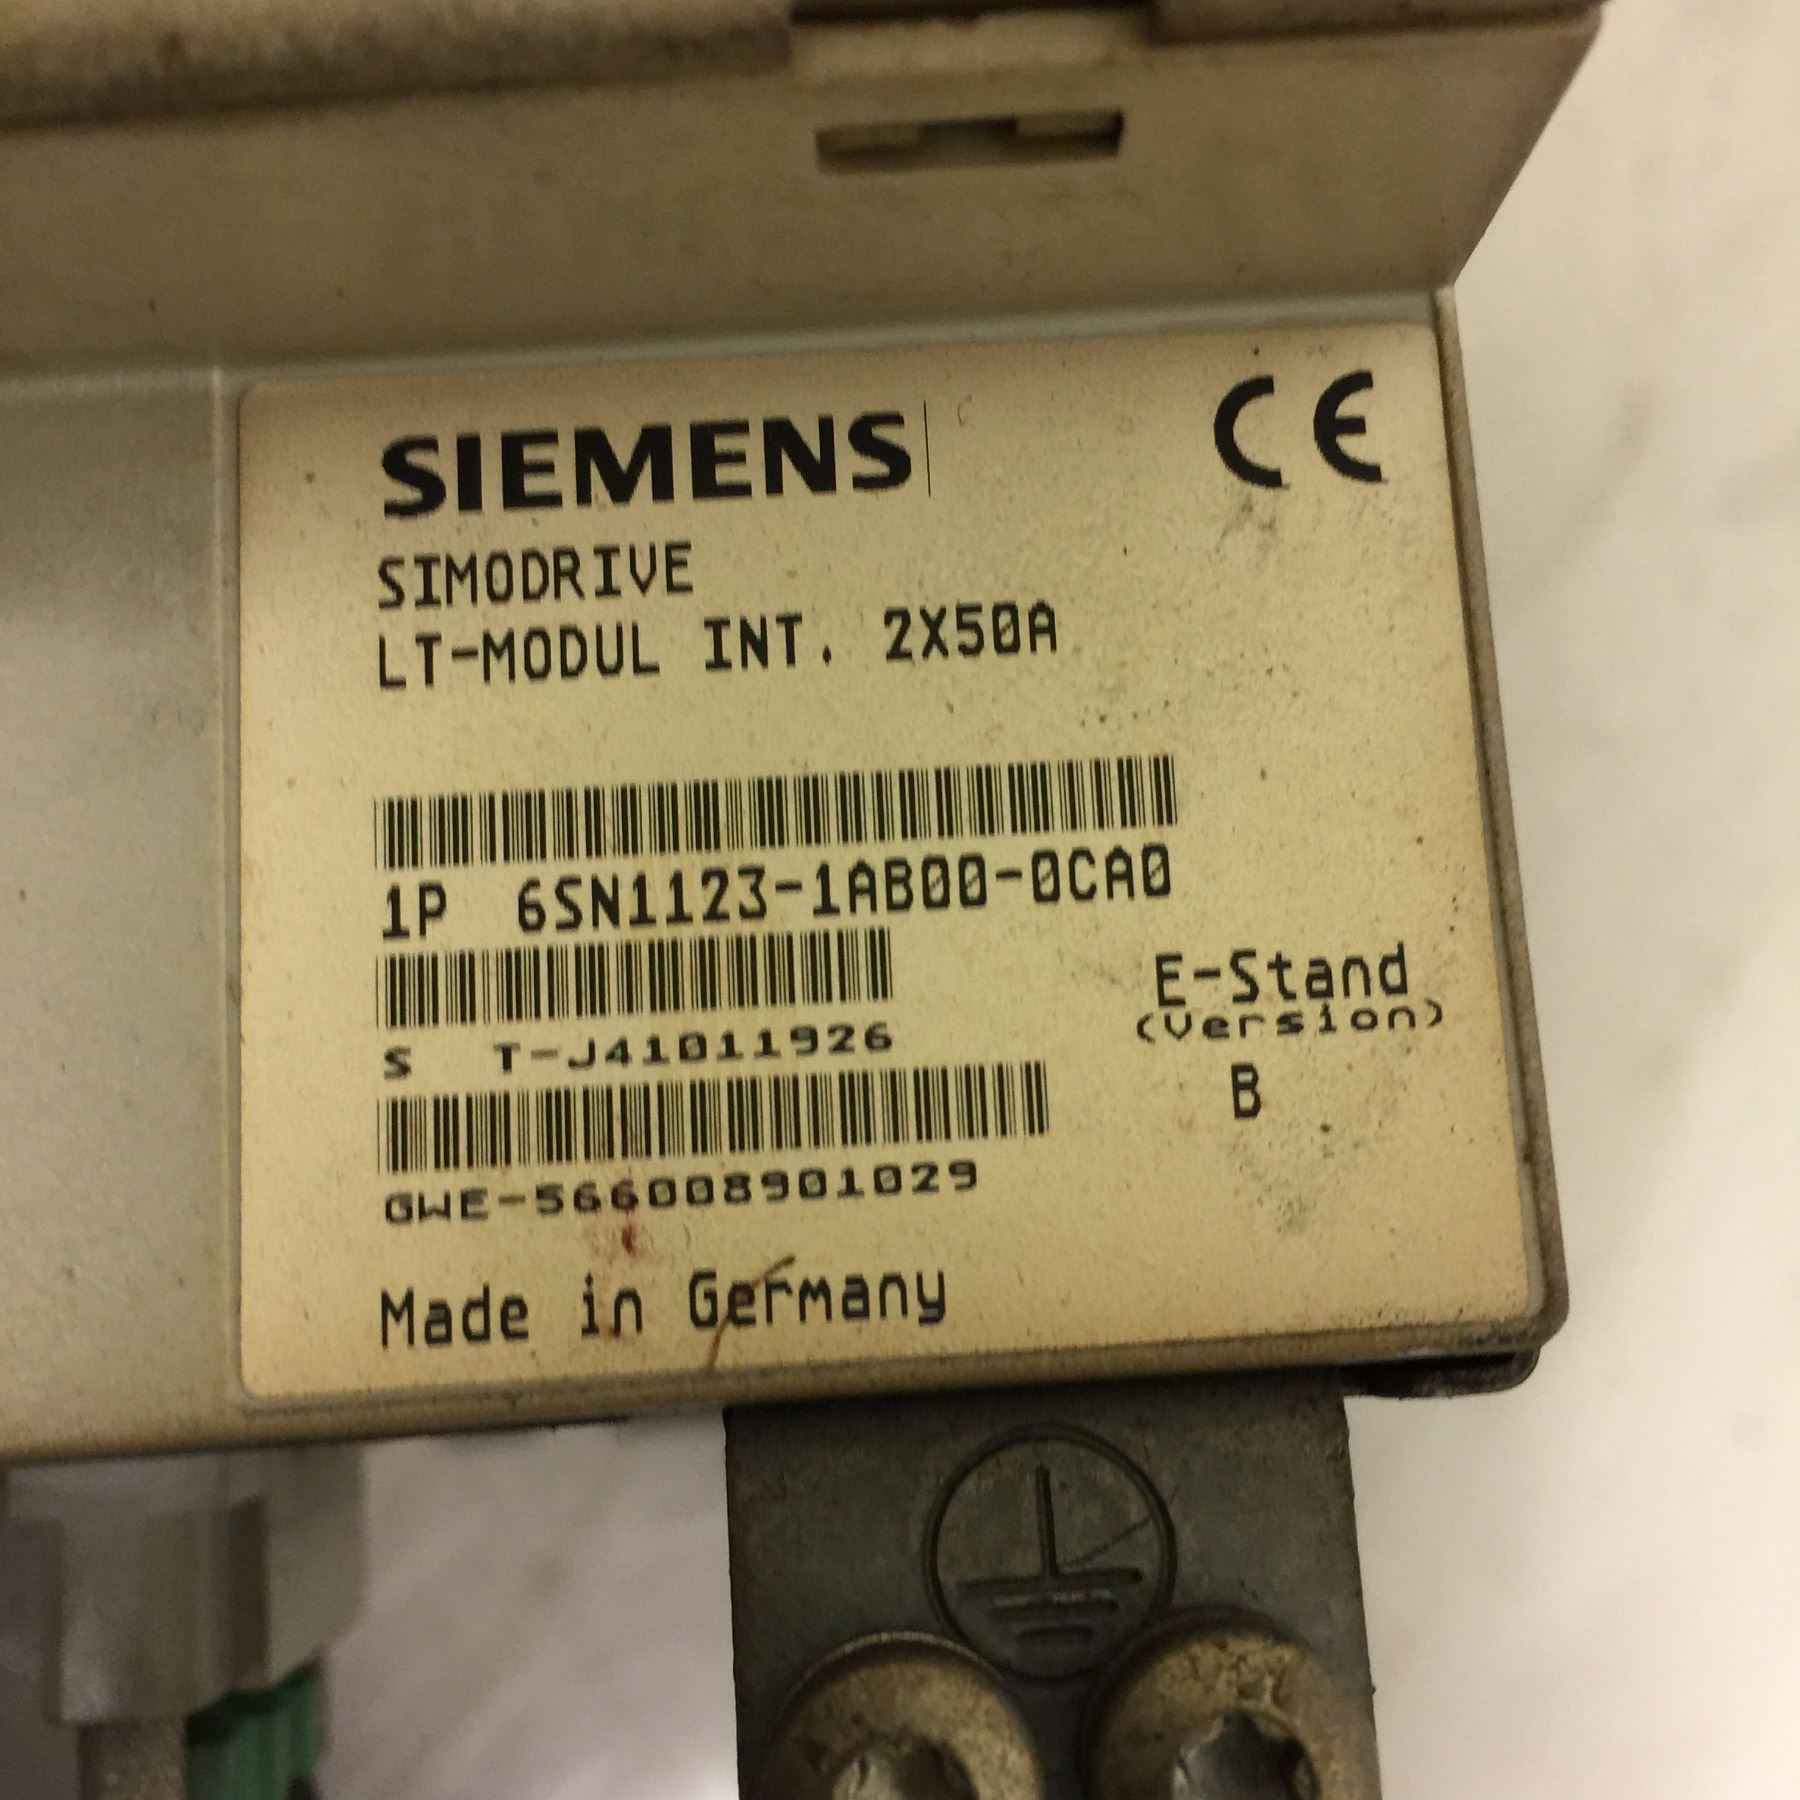 SIEMENS
CE
SIMODRIVE
LT-MODUL INT. 2X50A
1P 6SN1123-1AB00-0CA0
E-Stand
(Version)
S T-J41011926
B
GWE-566008901029
Made in Germany